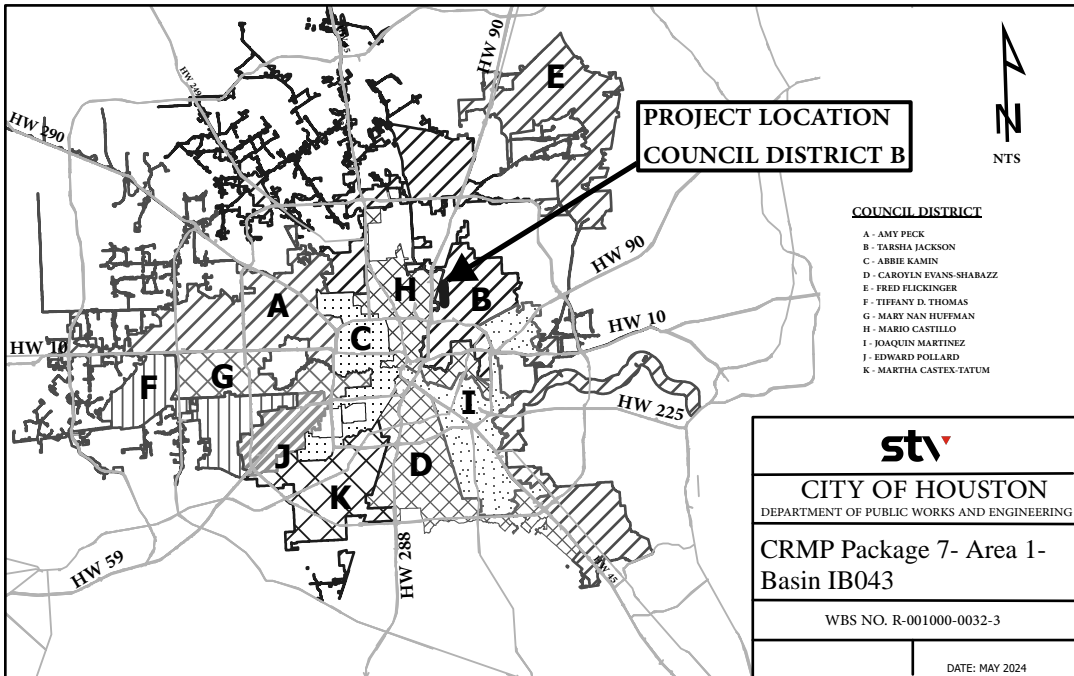 HW 90
HW 45
HW 249
HW 290
E
PROJECT LOCATION
COUNCIL DISTRICT B
N
NTS
COUNCIL DISTRICT
A - AMY PECK
B - TARSHA JACKSON
C - ABBIE KAMIN
D - CAROYLN EVANS-SHABAZZ
E - FRED FLICKINGER
F - TIFFANY D. THOMAS
G - MARY NAN HUFFMAN
H - MARIO CASTILLO
I - JOAQUIN MARTINEZ
J - EDWARD POLLARD
K - MARTHA CASTEX-TATUM
HW 90
H
B
A
HW 10
C
HW 10
F
G
I
HW 225
J
D
K
HW 59
HW 288
HW 45
stv
CITY OF HOUSTON
DEPARTMENT OF PUBLIC WORKS AND ENGINEERING
CRMP Package 7- Area 1-
Basin IB043
WBS NO. R-001000-0032-3
DATE: MAY 2024